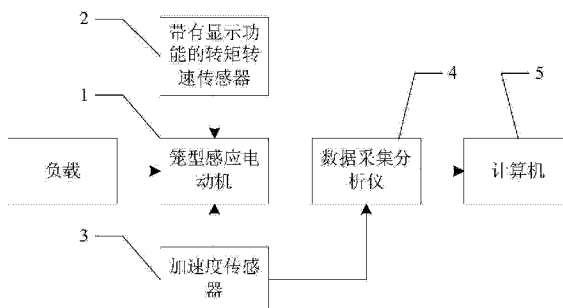 2
带有显示功
能的转矩转
速传感器
4
5
1
负载
笼型感应电
动机
数据采集分
析仪
计算机
3
加速度传感
器